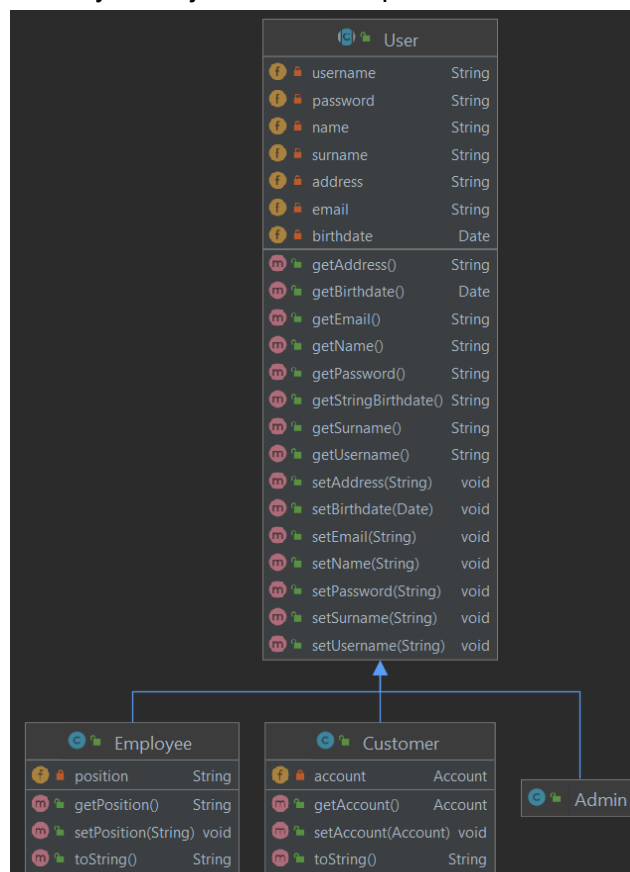 User
username String
password String
name String
surname String
address String
email String
birthdate Date
getAddress() String
getBirthdate() Date
getEmail() String
getName() String
getPassword() String
getStringBirthdate() String
getSurname() String
getUsername() String
setAddress(String) void
setBirthdate(Date) void
setEmail(String) void
setName(String) void
setPassword(String) void
setSurname(String) void
setUsername(String) void
Employee
position String
getPosition() String
setPosition(String) void
toString() String
Customer
account Account
getAccount() Account
setAccount(Account) void
toString() String
Admin